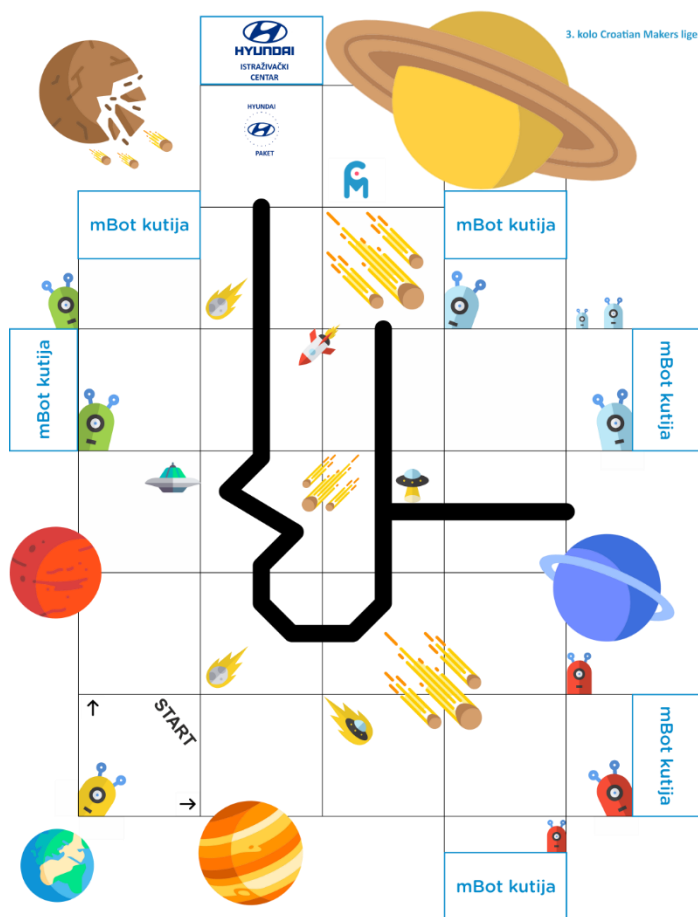 3. kolo Croatian Makers lige
HYUNDAI
ISTRAŽIVAČKI
CENTAR
HYUNDAI
PAKET
CM
mBot kutija
mBot kutija
mBot kutija
mBot kutija
START
mBot kutija
mBot kutija